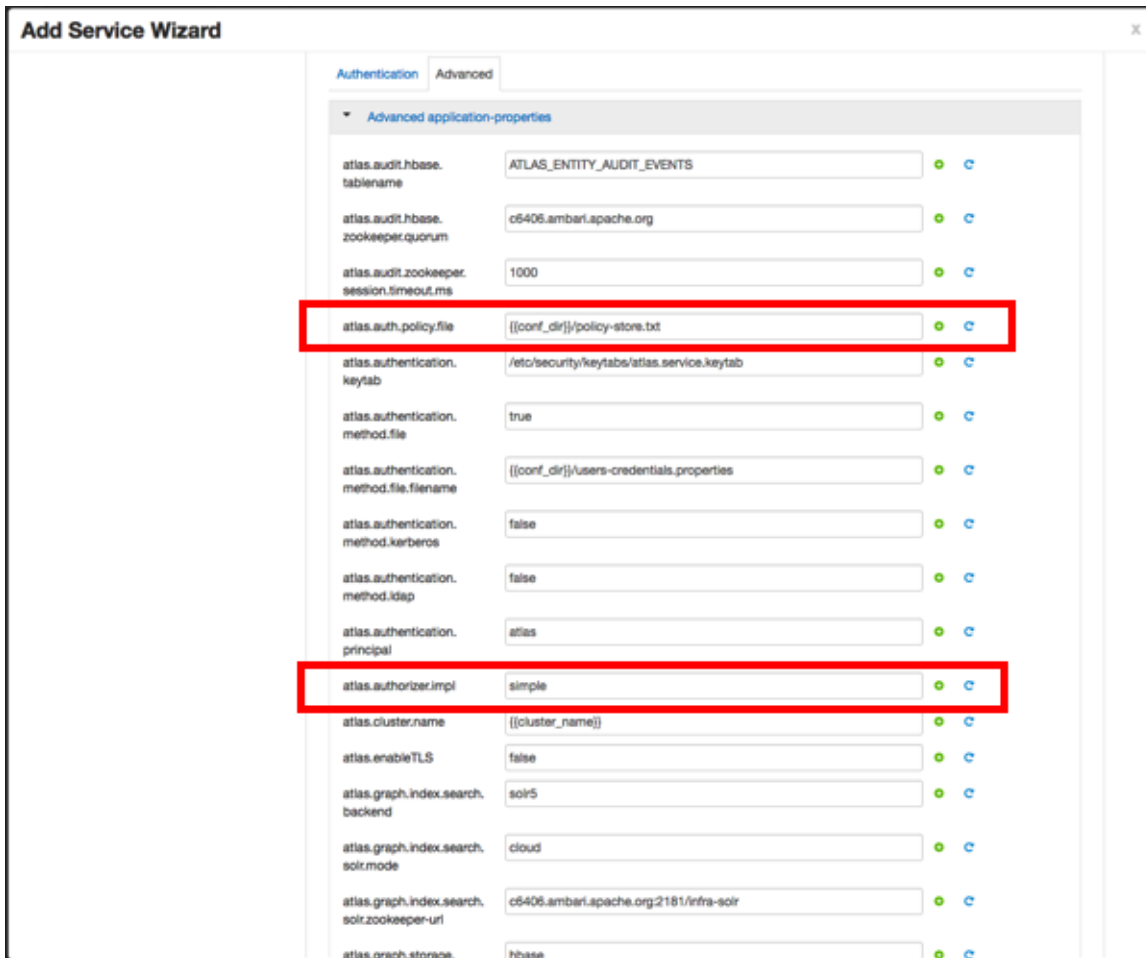 Add Service Wizard
x
Authentication Advanced
Advanced application-properties
atlas.audit.hbase.
tablename
ATLAS_ENTITY_AUDIT_EVENTS
atlas.audit.hbase.
zookeeper.quorum
c6406.ambari.apache.org
atlas.audit.zookeeper.
session.timeout.ms
1000
atlas.auth.policy.file
{{conf_dir}}/policy-store.txt
atlas.authentication.
keytab
/etc/security/keytabs/atlas.service.keytab
atlas.authentication.
method.file
true
atlas.authentication.
method.file.filename
{{conf_dir}}/users-credentials.properties
atlas.authentication.
method.kerberos
false
atlas.authentication.
method.ldap
false
atlas.authentication.
principal
atlas
atlas.authorizer.impl
simple
atlas.cluster.name
{{cluster_name}}
atlas.enableTLS
false
atlas.graph.index.search.
backend
solr5
atlas.graph.index.search.
solr.mode
cloud
atlas.graph.index.search.
solr.zookeeper-url
c6406.ambari.apache.org:2181/infra-solr
atlas.graph.storage.
hbase